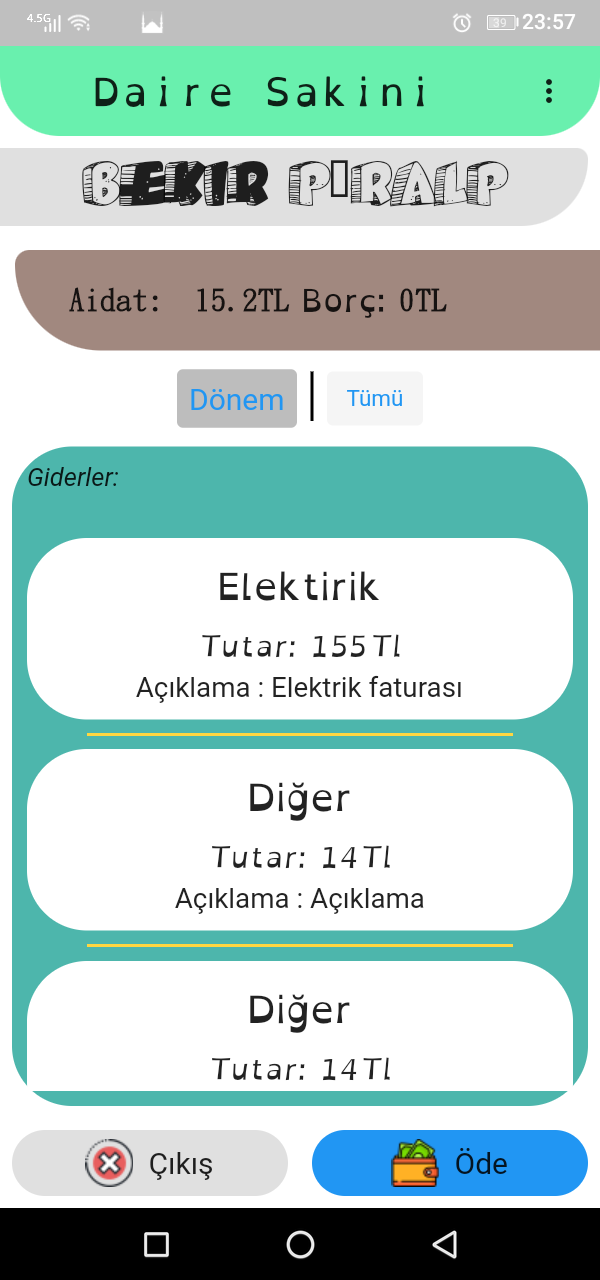 4.5G 39 23:57
Daire Sakini
BEKIR P▯RALP
Aidat: 15.2TL Borç: 0TL
Dönem Tümü
Giderler:
Elektirik
Tutar: 155Tl
Açıklama : Elektrik faturası
Diğer
Tutar: 14Tl
Açıklama : Açıklama
Diğer
Tutar: 14Tl
Çıkış Öde